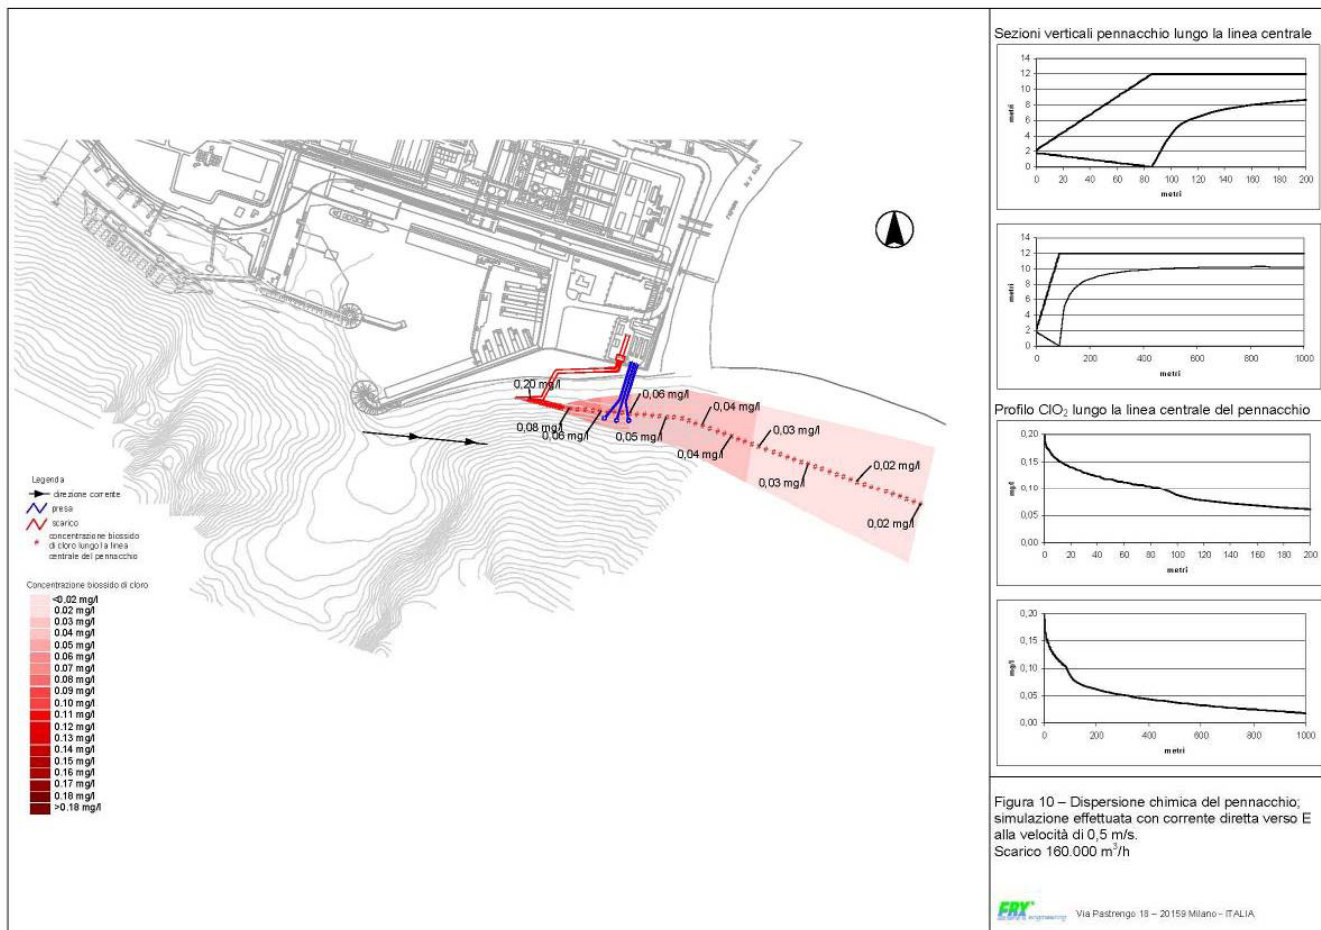 Sezioni verticali pennacchio lungo la linea centrale
14
12
10
8
6
4
2
0
metri
0 20 40 60 80 100 120 140 160 180 200
metri
14
12
10
8
6
4
2
0
metri
0 200 400 600 800 1000
metri
Profilo ClO₂ lungo la linea centrale del pennacchio
0,20
0,15
0,10
0,05
0,00
mg/l
0 20 40 60 80 100 120 140 160 180 200
metri
0,20
0,15
0,10
0,05
0,00
mg/l
0 200 400 600 800 1000
metri
0,20 mg/l
0,06 mg/l
0,04 mg/l
0,08 mg/l
0,06 mg/l
0,05 mg/l
0,03 mg/l
0,04 mg/l
0,02 mg/l
0,03 mg/l
0,02 mg/l
Legenda
direzione corrente
presa
scarico
concentrazione biossido
di cloro lungo la linea
centrale del pennacchio
Concentrazione biossido di cloro
<0.02 mg/l
0.02 mg/l
0.03 mg/l
0.04 mg/l
0.05 mg/l
0.06 mg/l
0.07 mg/l
0.08 mg/l
0.09 mg/l
0.10 mg/l
0.11 mg/l
0.12 mg/l
0.13 mg/l
0.14 mg/l
0.15 mg/l
0.16 mg/l
0.17 mg/l
0.18 mg/l
>0.18 mg/l
Figura 10 – Dispersione chimica del pennacchio;
simulazione effettuata con corrente diretta verso E
alla velocità di 0,5 m/s.
Scarico 160.000 m³/h
Via Pastrengo 16 – 20159 Milano - ITALIA